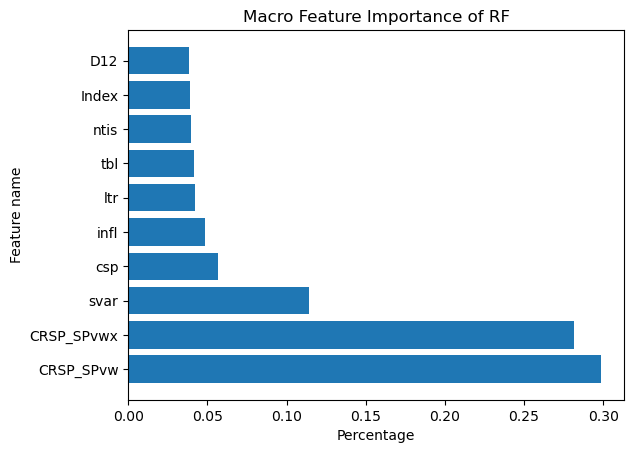 Macro Feature Importance of RF
D12
Index
ntis
tbl
ltr
infl
csp
svar
CRSP_SPvwx
CRSP_SPvw
Feature name
0.00 0.05 0.10 0.15 0.20 0.25 0.30
Percentage